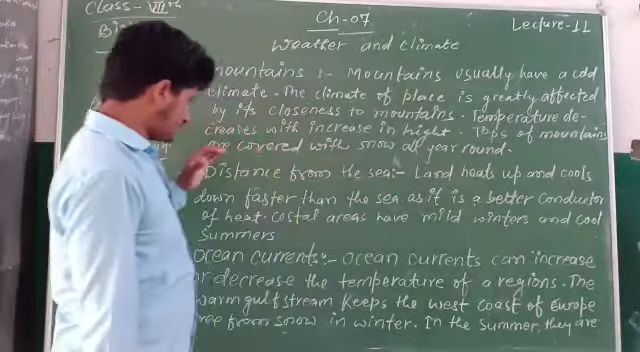 Class- VIIIth
Ch-07
Lecture-11
Weather and climate
mountains :- Mountains usually have a cold
climate. The climate of place is greatly affected
by its closeness to mountains. Temperature de-
creases with increase in hight. Tops of mountains
are covered with snow all year round.
Distance from the sea:- Land heats up and cools
down faster than the sea as it is a better conductor
of heat. costal areas have mild winters and cool
summers
Ocean currents:- ocean currents can increase
or decrease the temperature of a regions. The
warm gulf stream keeps the west coast of Europe
free from snow in winter. In the summer, they are